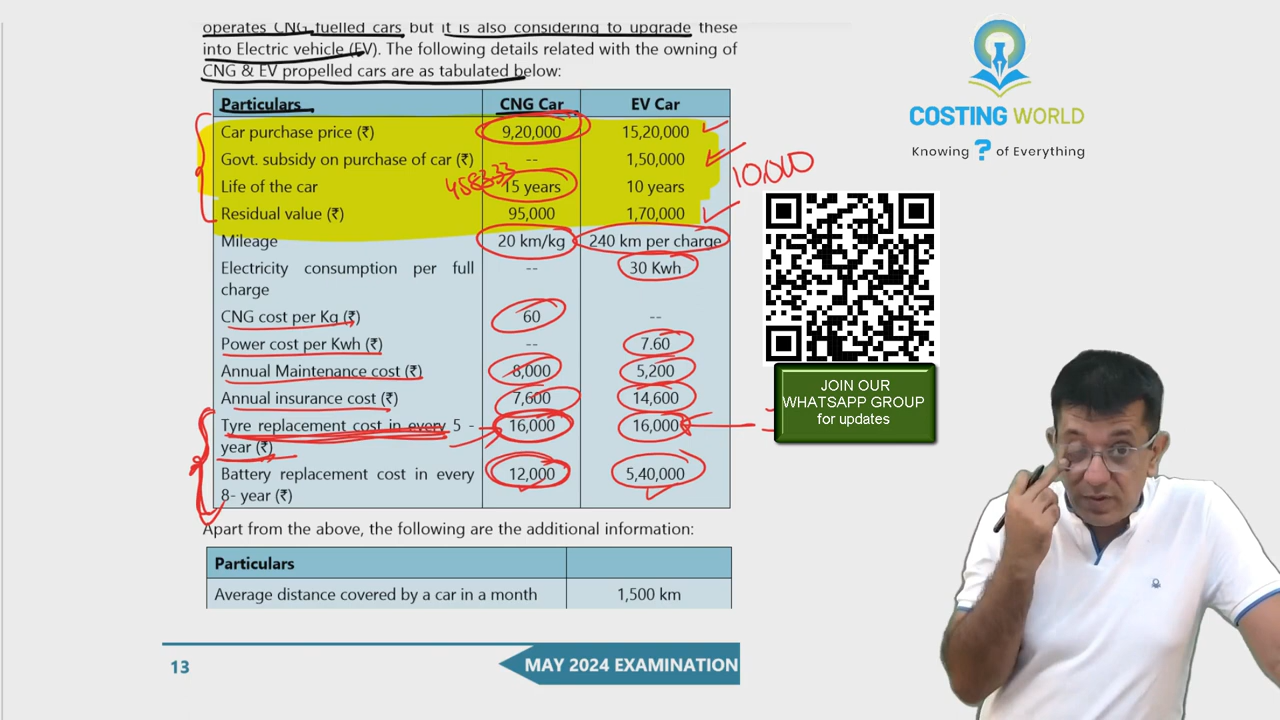 operates CNG fuelled cars but it is also considering to upgrade these
into Electric vehicle (EV). The following details related with the owning of
CNG & EV propelled cars are as tabulated below:
Particulars CNG Car EV Car
Car purchase price (₹) 9,20,000 15,20,000
Govt. subsidy on purchase of car (₹) -- 1,50,000
Life of the car 15 years 10 years
Residual value (₹) 95,000 1,70,000
Mileage 20 km/kg 240 km per charge
Electricity consumption per full -- 30 Kwh
charge
CNG cost per Kg (₹) 60 --
Power cost per Kwh (₹) -- 7.60
Annual Maintenance cost (₹) 8,000 5,200
Annual insurance cost (₹) 7,600 14,600
Tyre replacement cost in every 5 - 16,000 16,000
year (₹)
Battery replacement cost in every 12,000 5,40,000
8- year (₹)
Apart from the above, the following are the additional information:
Particulars
Average distance covered by a car in a month 1,500 km
13
MAY 2024 EXAMINATION
COSTING WORLD
Knowing ? of Everything
JOIN OUR
WHATSAPP GROUP
for updates